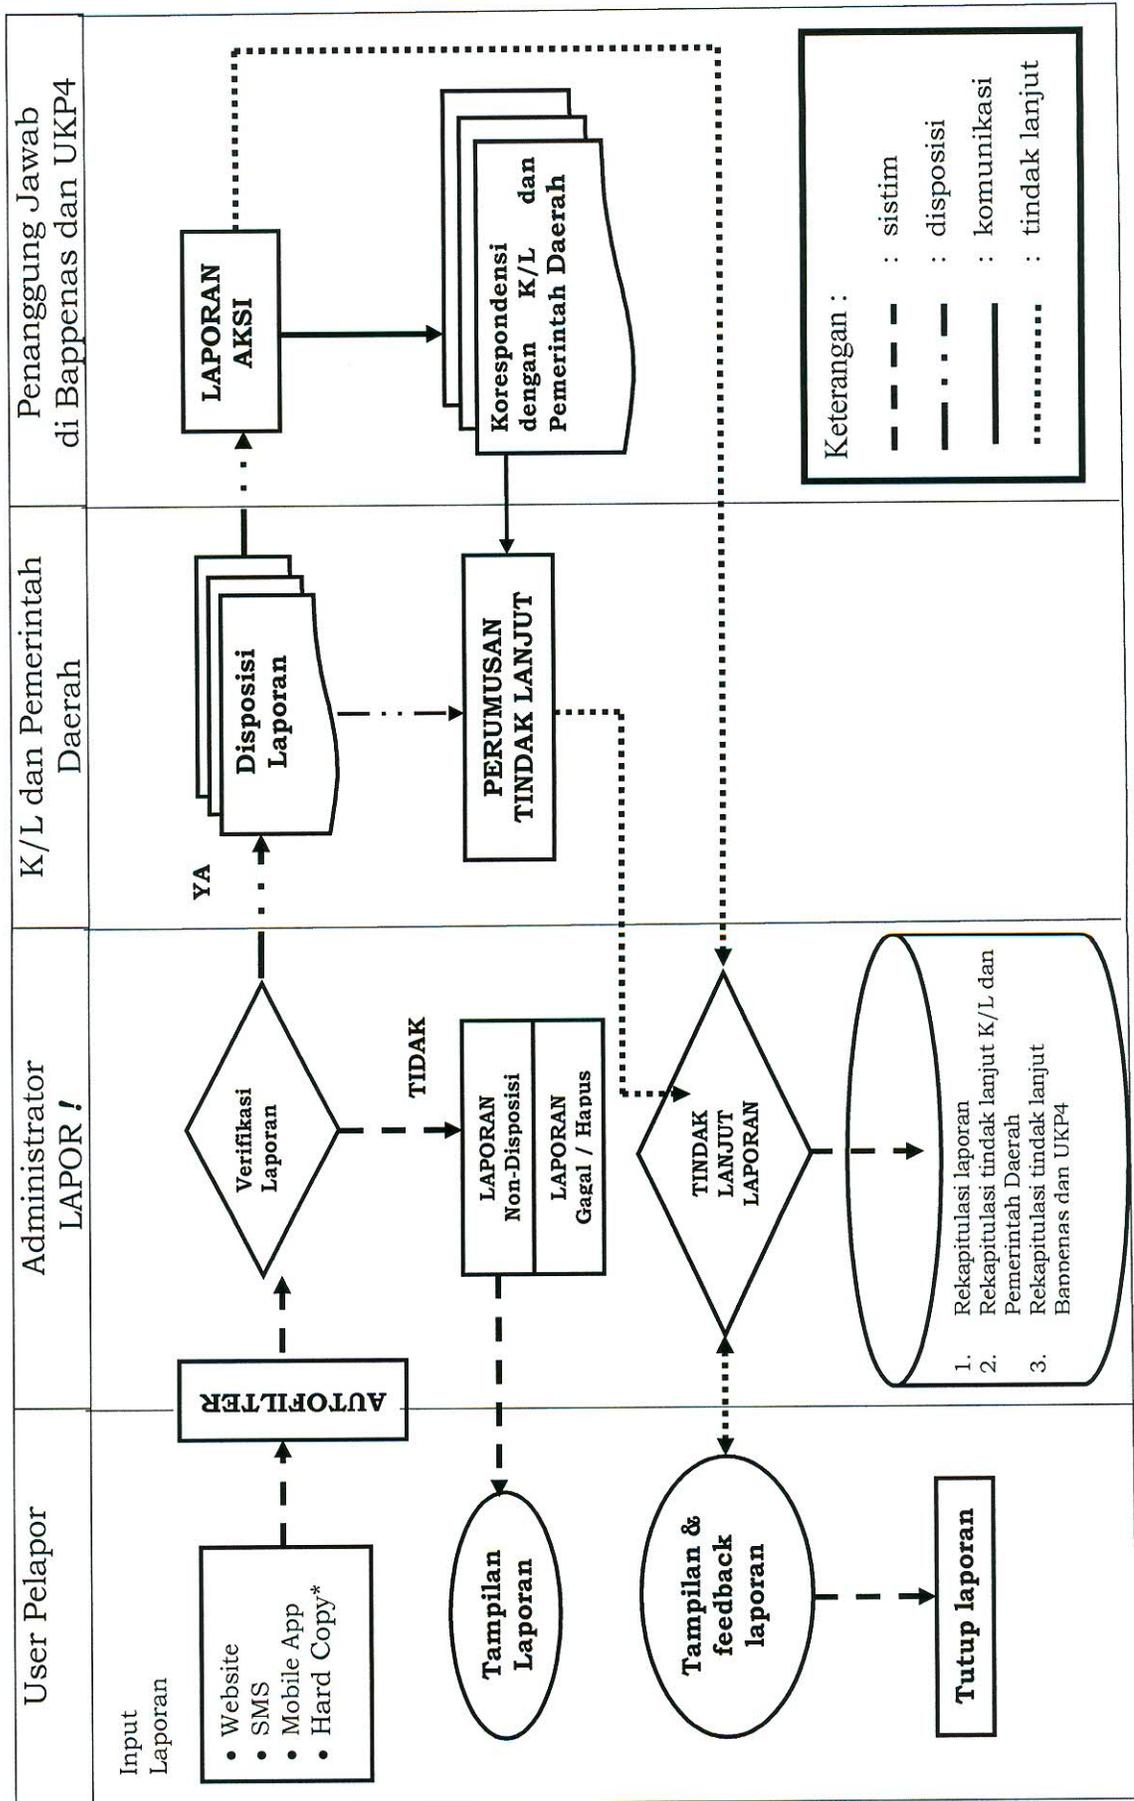 User Pelapor
Administrator
LAPOR !
K/L dan Pemerintah
Daerah
Penanggung Jawab
di Bappenas dan UKP4
Input
Laporan
• Website
• SMS
• Mobile App
• Hard Copy*
AUTOFILTER
Verifikasi
Laporan
YA
Disposisi
Laporan
LAPORAN
AKSI
TIDAK
LAPORAN
Non-Disposisi
LAPORAN
Gagal / Hapus
Tampilan
Laporan
PERUMUSAN
TINDAK LANJUT
Korespondensi
dengan K/L dan
Pemerintah Daerah
Tampilan &
feedback
laporan
TINDAK
LANJUT
LAPORAN
Tutup laporan
1. Rekapitulasi laporan
2. Rekapitulasi tindak lanjut K/L dan
Pemerintah Daerah
3. Rekapitulasi tindak lanjut
Bappenas dan UKP4
Keterangan :
: sistim
: disposisi
: komunikasi
: tindak lanjut